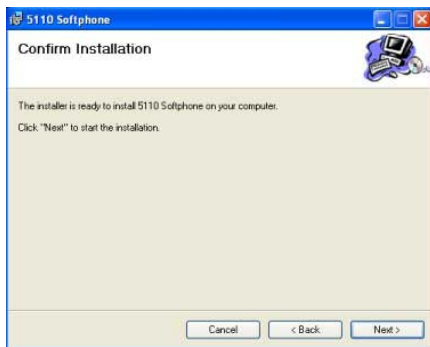 5110 Softphone
Confirm Installation
The installer is ready to install 5110 Softphone on your computer.
Click "Next" to start the installation.
Cancel
< Back
Next >